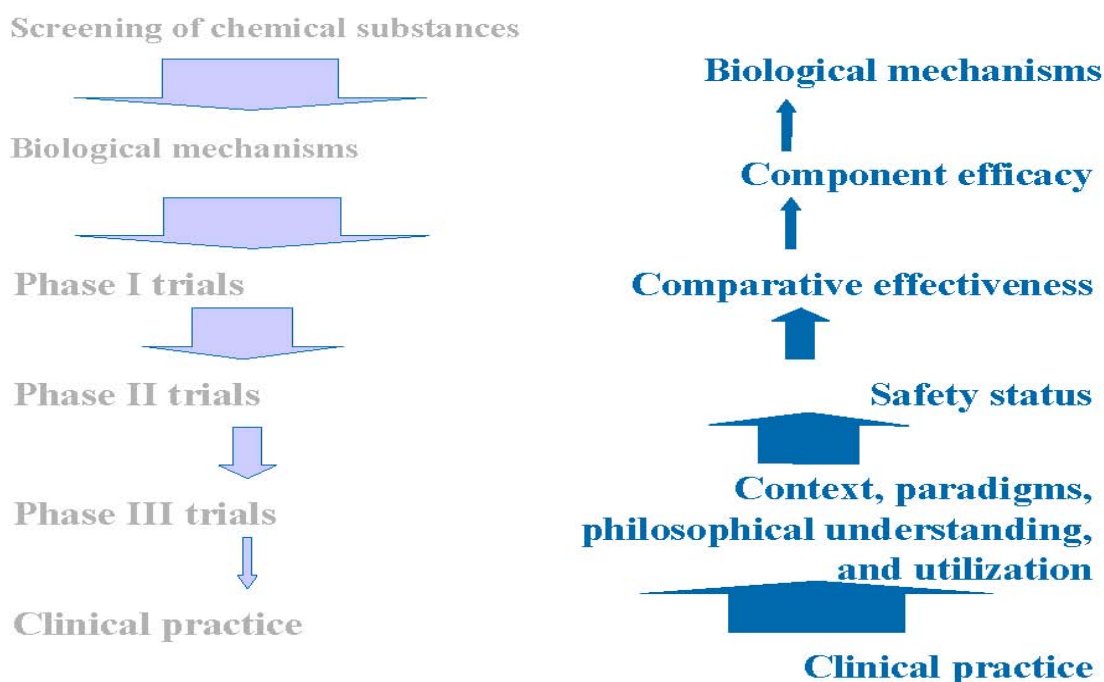 Screening of chemical substances
Biological mechanisms
Phase I trials
Phase II trials
Phase III trials
Clinical practice
Biological mechanisms
Component efficacy
Comparative effectiveness
Safety status
Context, paradigms,
philosophical understanding,
and utilization
Clinical practice